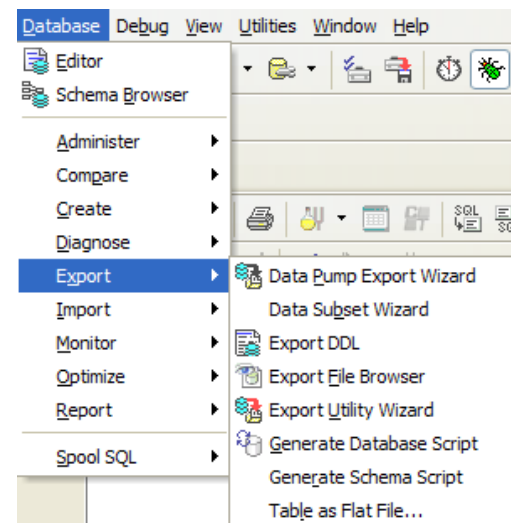 Database Debug View Utilities Window Help
Editor
Schema Browser
Administer
Compare
Create
Diagnose
Export
Import
Monitor
Optimize
Report
Spool SQL
SQL
Data Pump Export Wizard
Data Subset Wizard
Export DDL
Export File Browser
Export Utility Wizard
Generate Database Script
Generate Schema Script
Table as Flat File...